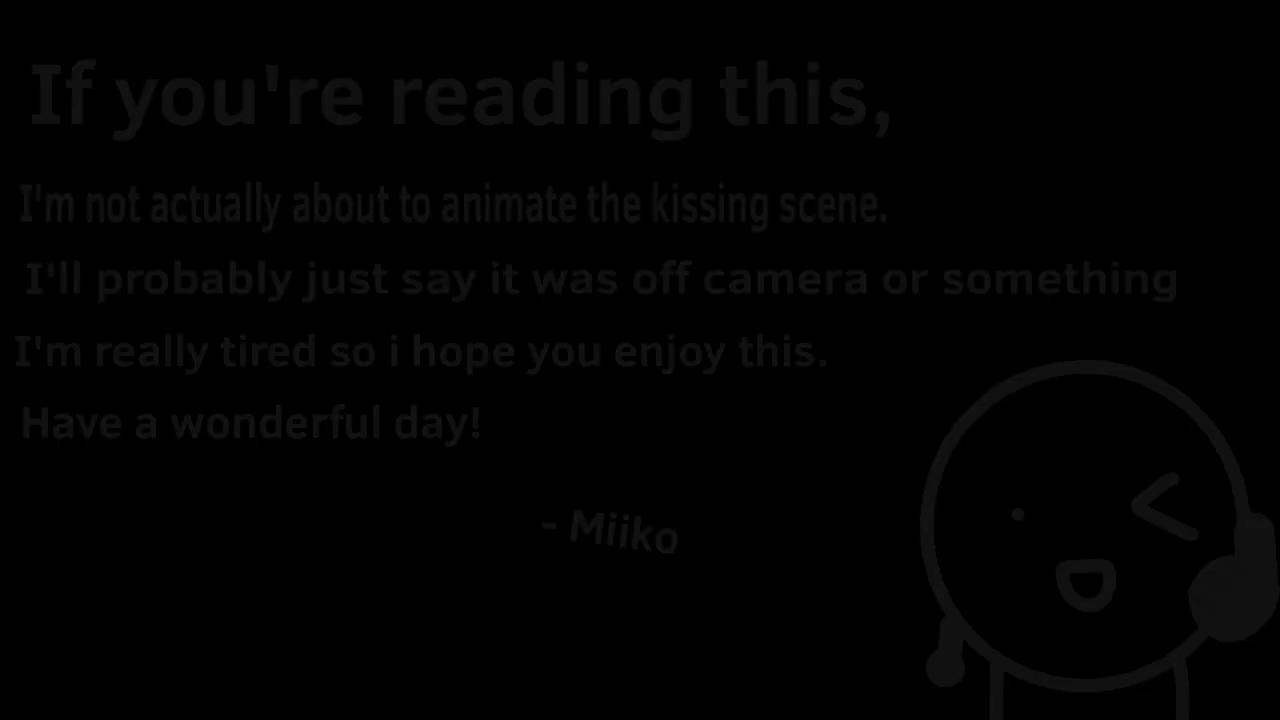 If you're reading this,
I'm not actually about to animate the kissing scene.
I'll probably just say it was off camera or something
I'm really tired so i hope you enjoy this.
Have a wonderful day!
- Miiko